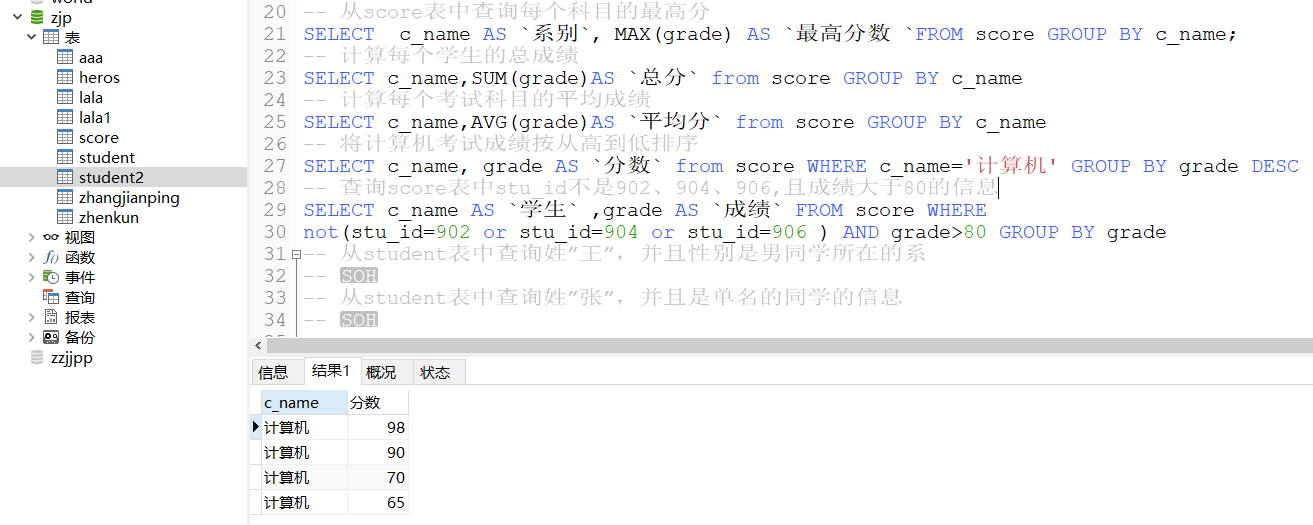 world
zjp
表
aaa
heros
lala
lala1
score
student
student2
zhangjianping
zhenkun
视图
函数
事件
查询
报表
备份
zzjjpp
20 -- 从score表中查询每个科目的最高分
21 SELECT  c_name AS `系别`, MAX(grade) AS `最高分数 `FROM score GROUP BY c_name;
22 -- 计算每个学生的总成绩
23 SELECT c_name,SUM(grade)AS `总分` from score GROUP BY c_name
24 -- 计算每个考试科目的平均成绩
25 SELECT c_name,AVG(grade)AS `平均分` from score GROUP BY c_name
26 -- 将计算机考试成绩按从高到低排序
27 SELECT c_name, grade AS `分数` from score WHERE c_name='计算机' GROUP BY grade DESC
28 -- 查询score表中stu_id不是902、904、906,且成绩大于80的信息
29 SELECT c_name AS `学生` ,grade AS `成绩` FROM score WHERE
30 not(stu_id=902 or stu_id=904 or stu_id=906 ) AND grade>80 GROUP BY grade
31 -- 从student表中查询姓”王”，并且性别是男同学所在的系
32 -- SOH
33 -- 从student表中查询姓”张”，并且是单名的同学的信息
34 -- SOH
信息 结果1 概况 状态
c_name 分数
计算机 98
计算机 90
计算机 70
计算机 65